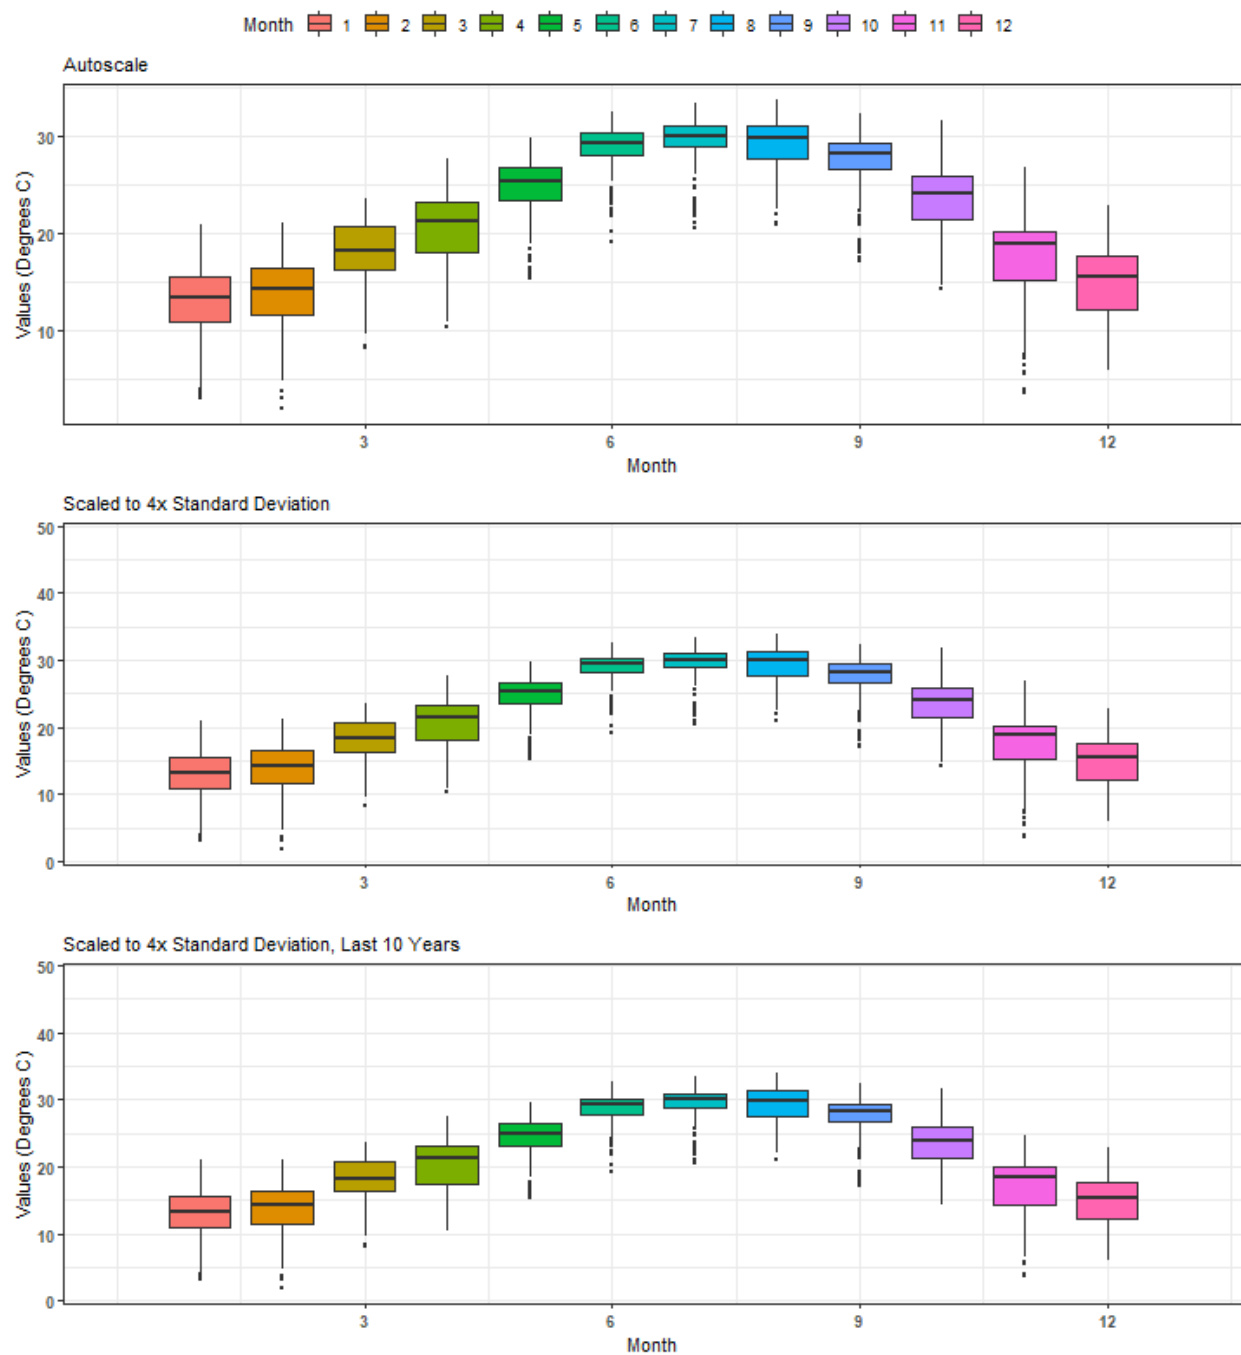 Month 1 2 3 4 5 6 7 8 9 10 11 12
Autoscale
Values (Degrees C)
30
20
10
3 6 9 12
Month
Scaled to 4x Standard Deviation
Values (Degrees C)
50
40
30
20
10
0
3 6 9 12
Month
Scaled to 4x Standard Deviation, Last 10 Years
Values (Degrees C)
50
40
30
20
10
0
3 6 9 12
Month